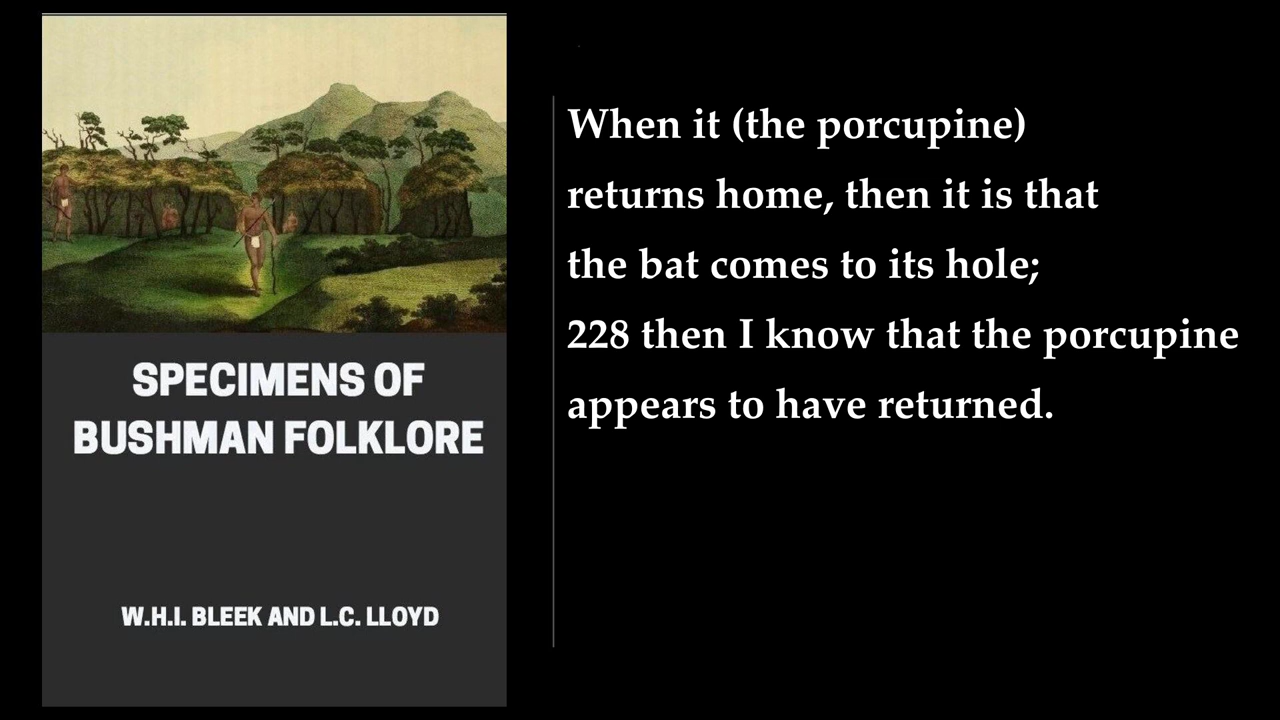 SPECIMENS OF
BUSHMAN FOLKLORE
W.H.I. BLEEK AND L.C. LLOYD
When it (the porcupine)
returns home, then it is that
the bat comes to its hole;
228 then I know that the porcupine
appears to have returned.